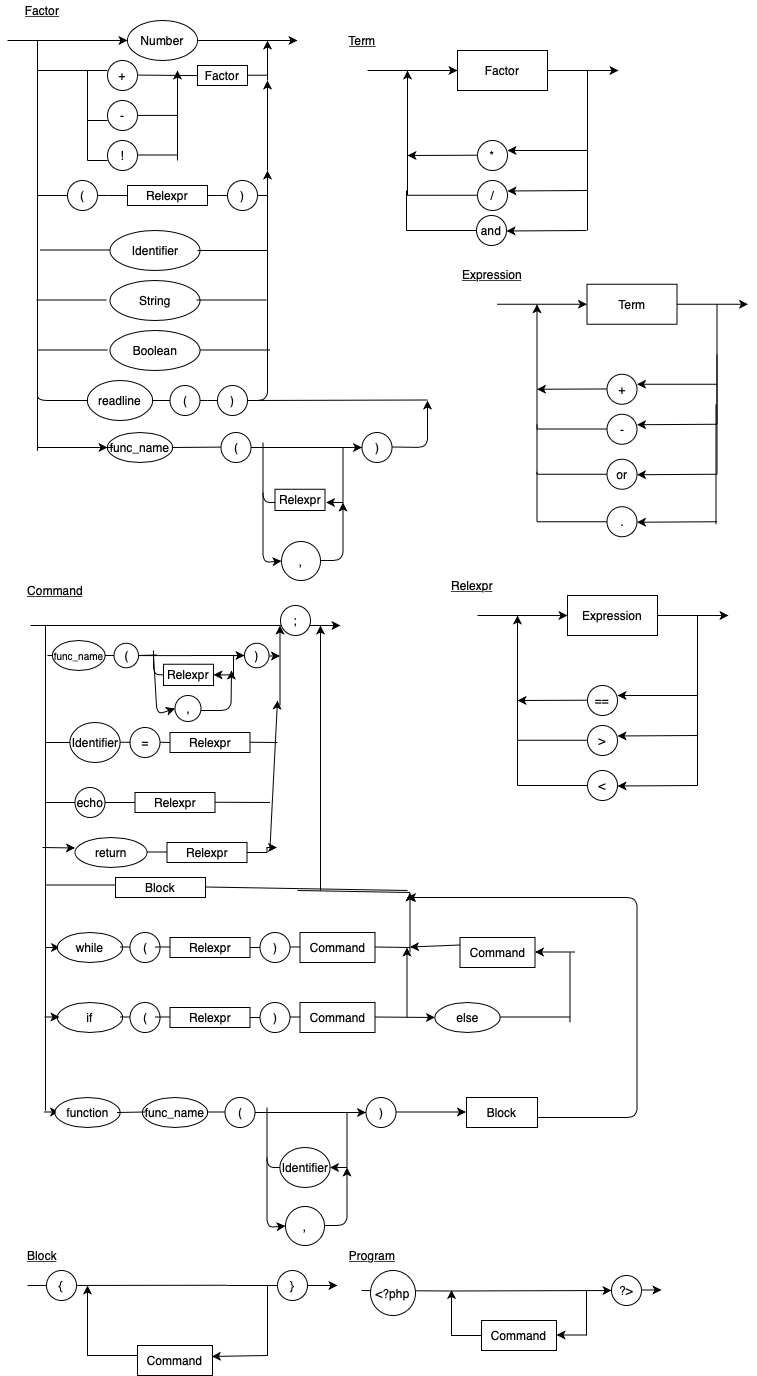 Factor
Number
Term
+
Factor
Factor
-
!
*
(
Relexpr
)
/
and
Identifier
Expression
String
Term
Boolean
+
readline
(
)
-
func_name
(
)
or
Relexpr
.
,
Command
Relexpr
;
Expression
func_name
(
)
Relexpr
==
,
Identifier
=
Relexpr
>
echo
Relexpr
<
return
Relexpr
Block
while
(
Relexpr
)
Command
Command
if
(
Relexpr
)
Command
else
function
func_name
(
)
Block
Identifier
,
Block
Program
{
}
<?php
?>
Command
Command